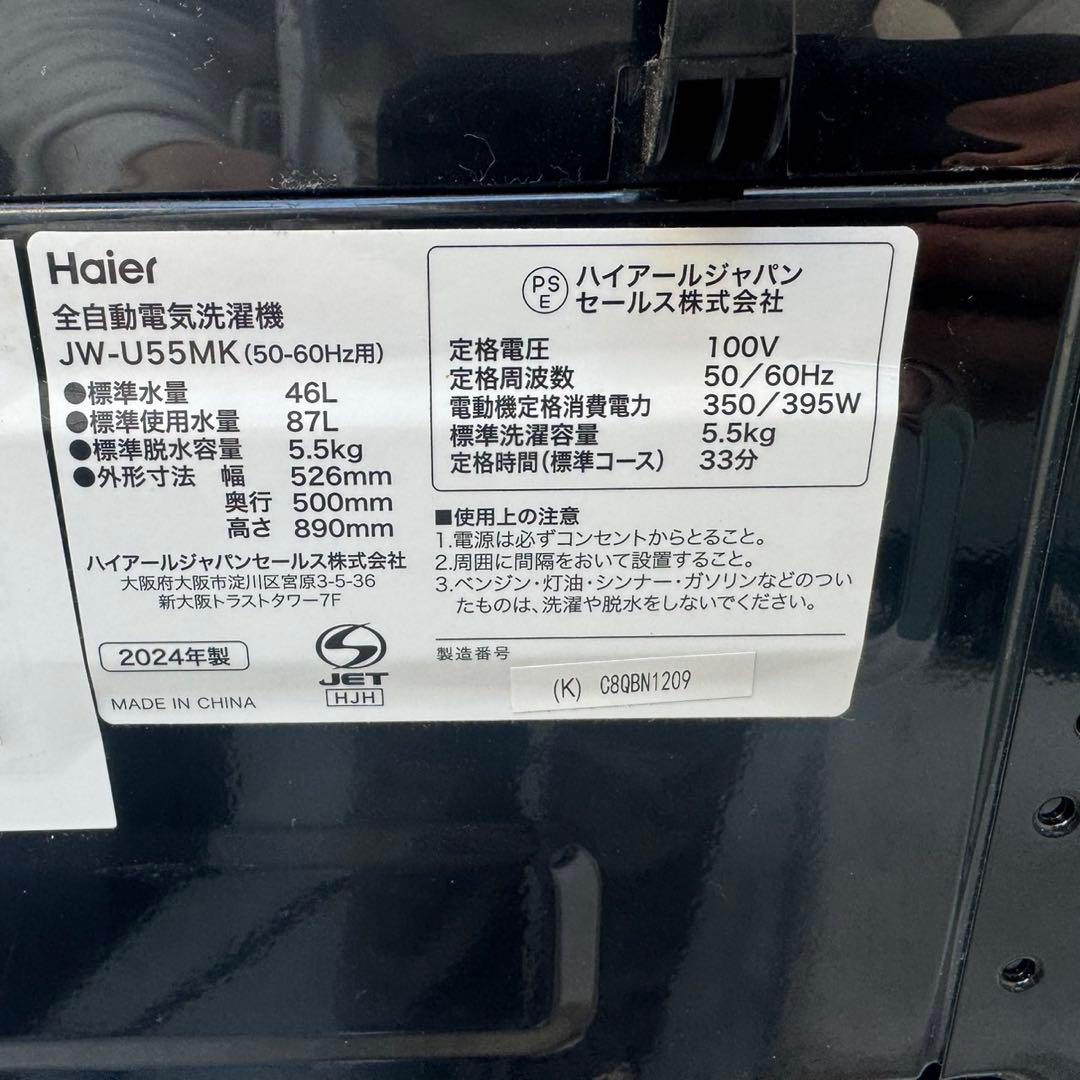 Haier
全自動電気洗濯機
JW-U55MK(50-60Hz用)
●標準水量 46L
●標準使用水量 87L
●標準脱水容量 5.5kg
●外形寸法 幅 526mm
奥行 500mm
高さ 890mm
ハイアールジャパンセールス株式会社
大阪府大阪市淀川区宮原3-5-36
新大阪トラストタワー7F
2024年製
MADE IN CHINA
JET
HJH
PS
E
ハイアールジャパン
セールス株式会社
定格電圧 100V
定格周波数 50/60Hz
電動機定格消費電力 350/395W
標準洗濯容量 5.5kg
定格時間(標準コース) 33分
■使用上の注意
1.電源は必ずコンセントからとること。
2.周囲に間隔をおいて設置すること。
3.ベンジン・灯油・シンナー・ガソリンなどのつい
たものは、洗濯や脱水をしないでください。
製造番号
(K) C8QBN1209